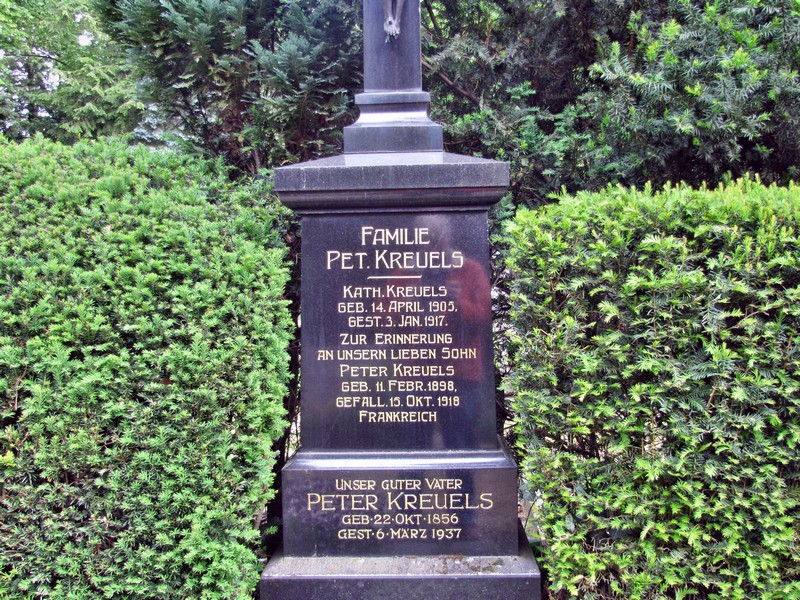 FAMILIE
PET. KREUELS
KATH. KREUELS
GEB. 14. APRIL 1905,
GEST. 3. JAN. 1917.
ZUR ERINNERUNG
AN UNSERN LIEBEN SOHN
PETER KREUELS
GEB. 11. FEBR. 1898,
GEFALL. 15. OKT. 1918
FRANKREICH
UNSER GUTER VATER
PETER KREUELS
GEB·22·OKT·1856
GEST·6·MÄRZ 1937